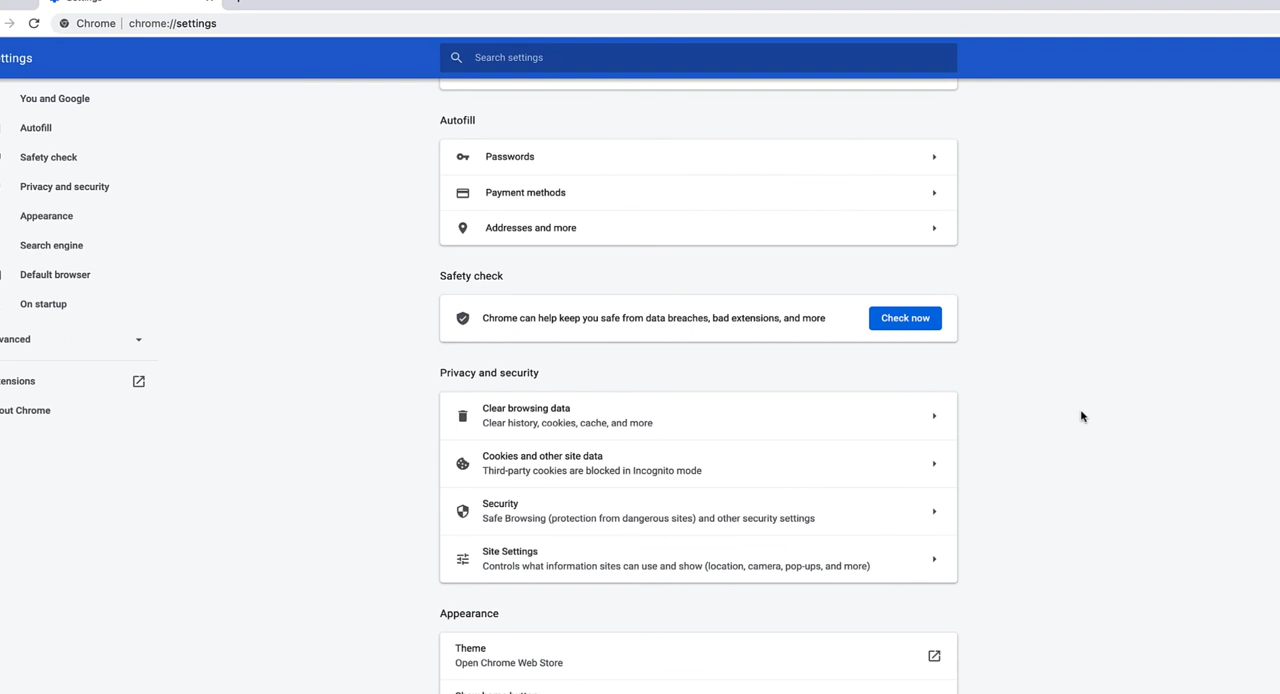 Chrome | chrome://settings
ttings
Search settings
You and Google
Autofill
Safety check
Privacy and security
Appearance
Search engine
Default browser
On startup
vanced
tensions
out Chrome
Autofill
Passwords
Payment methods
Addresses and more
Safety check
Chrome can help keep you safe from data breaches, bad extensions, and more
Check now
Privacy and security
Clear browsing data
Clear history, cookies, cache, and more
Cookies and other site data
Third-party cookies are blocked in Incognito mode
Security
Safe Browsing (protection from dangerous sites) and other security settings
Site Settings
Controls what information sites can use and show (location, camera, pop-ups, and more)
Appearance
Theme
Open Chrome Web Store